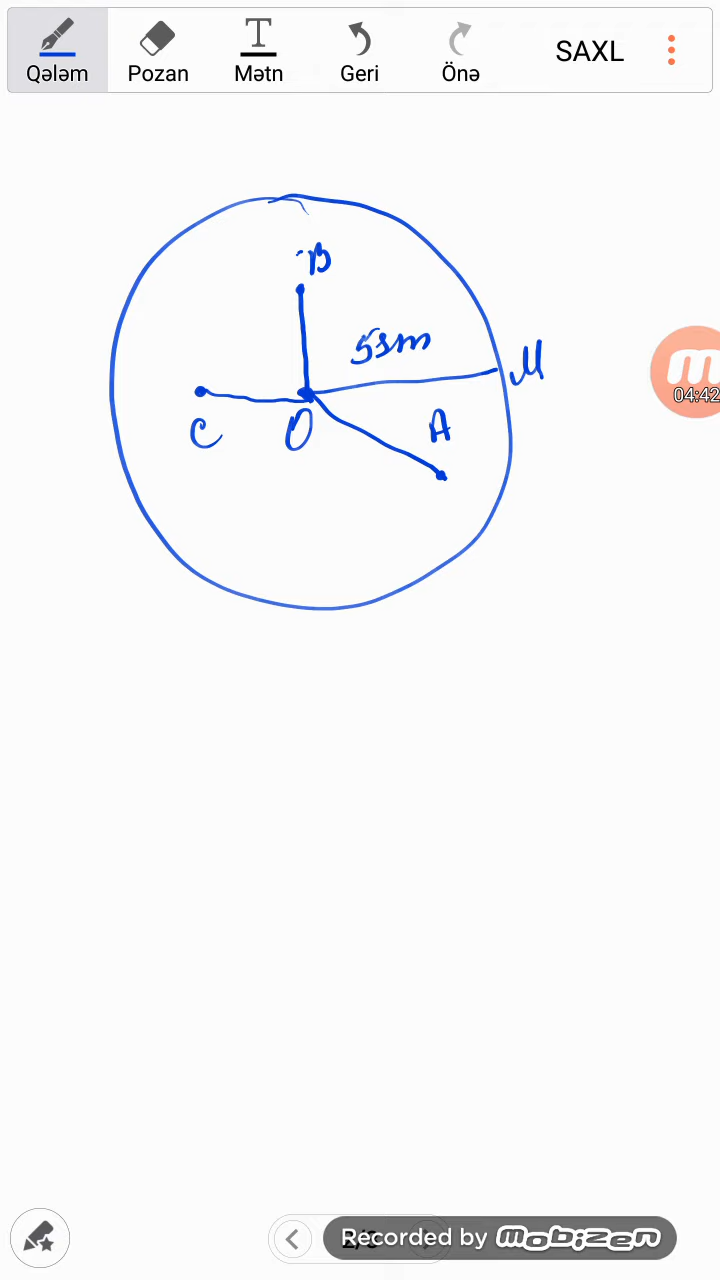 Qələm Pozan Mətn Geri Önə SAXL
B
5sm
M
C O A
04:42
Recorded by mobizen